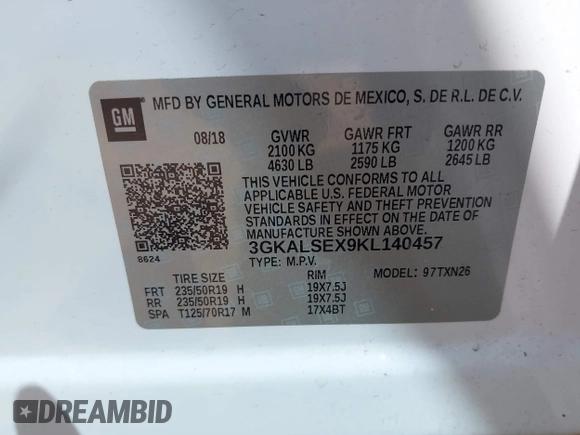 GM
MFD BY GENERAL MOTORS DE MEXICO, S. DE R.L. DE C.V.
08/18 GVWR GAWR FRT GAWR RR
2100 KG 1175 KG 1200 KG
4630 LB 2590 LB 2645 LB
THIS VEHICLE CONFORMS TO ALL
APPLICABLE U.S. FEDERAL MOTOR
VEHICLE SAFETY AND THEFT PREVENTION
STANDARDS IN EFFECT ON THE DATE OF
MANUFACTURE SHOWN ABOVE.
8624
3GKALSEX9KL140457
TYPE: M.P.V. MODEL: 97TXN26
TIRE SIZE RIM
FRT 235/50R19 H 19X7.5J
RR 235/50R19 H 19X7.5J
SPA T125/70R17 M 17X4BT
DREAMBID